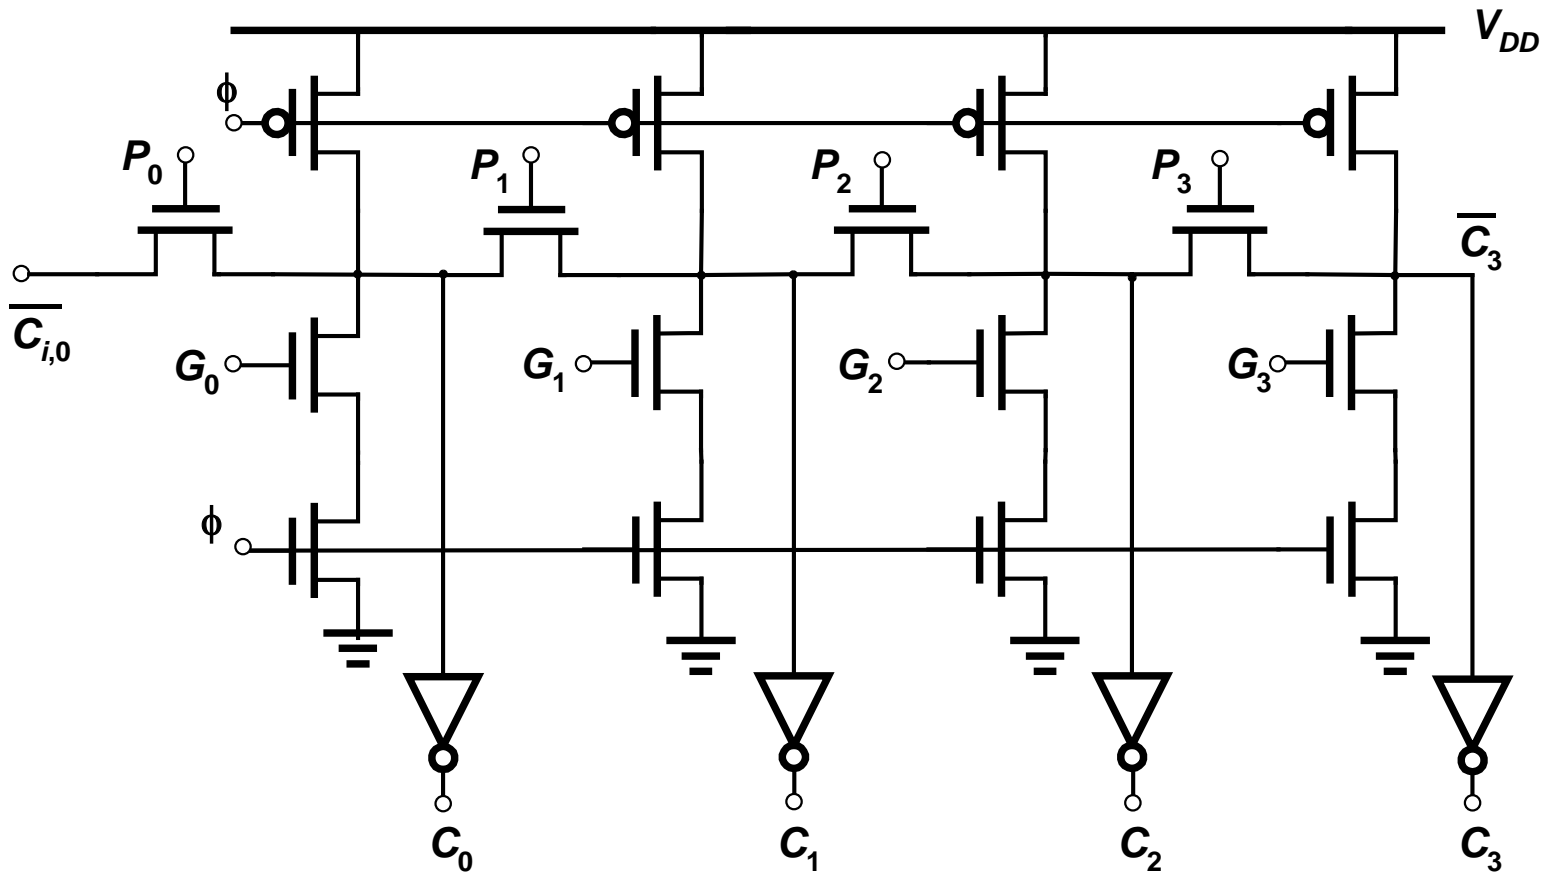 V_DD
ϕ
P_0
P_1
P_2
P_3
C̅_3
C̅_i,0
G_0
G_1
G_2
G_3
ϕ
C_0
C_1
C_2
C_3